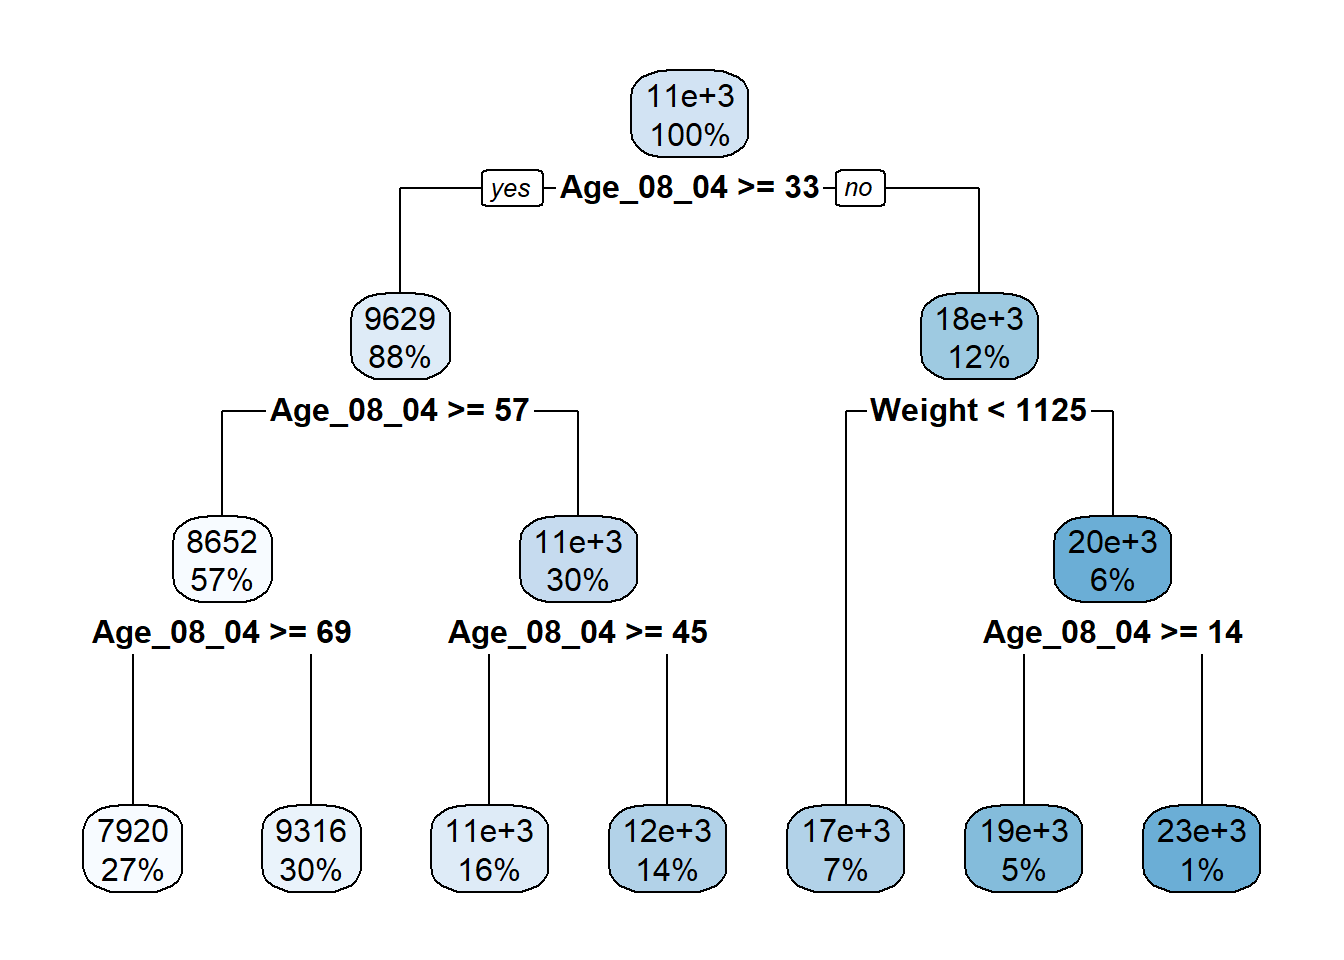 11e+3
100%
yes Age_08_04 >= 33 no
9629
88%
18e+3
12%
Age_08_04 >= 57
Weight < 1125
8652
57%
11e+3
30%
20e+3
6%
Age_08_04 >= 69
Age_08_04 >= 45
Age_08_04 >= 14
7920
27%
9316
30%
11e+3
16%
12e+3
14%
17e+3
7%
19e+3
5%
23e+3
1%